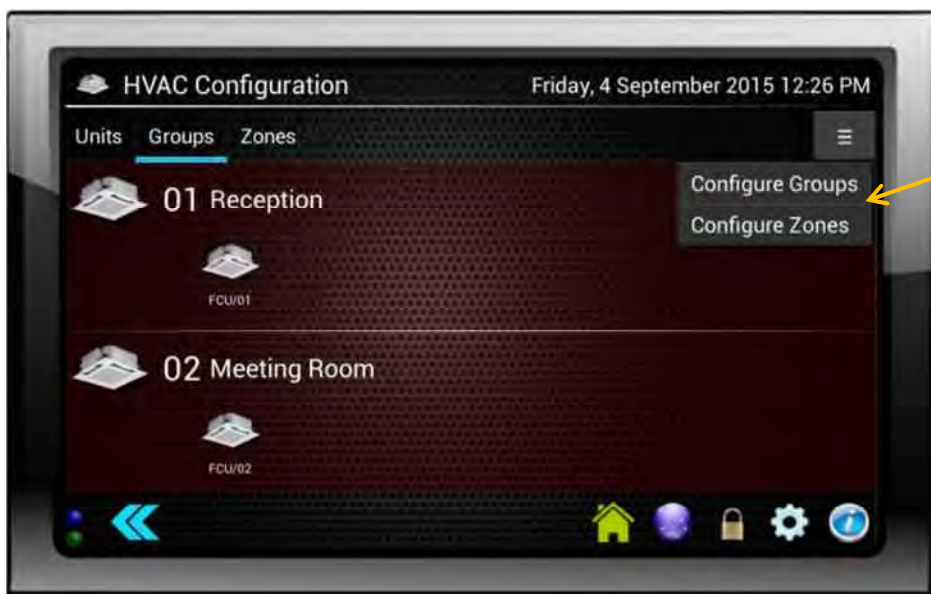 HVAC Configuration Friday, 4 September 2015 12:26 PM
Units Groups Zones
01 Reception
Configure Groups
Configure Zones
FCU/01
02 Meeting Room
FCU/02